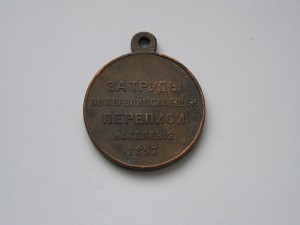 ЗА ТРУДЫ
ПО ПЕРВОЙ ВСЕОБЩЕЙ
ПЕРЕПИСИ
НАСЕЛЕНІЯ
1897